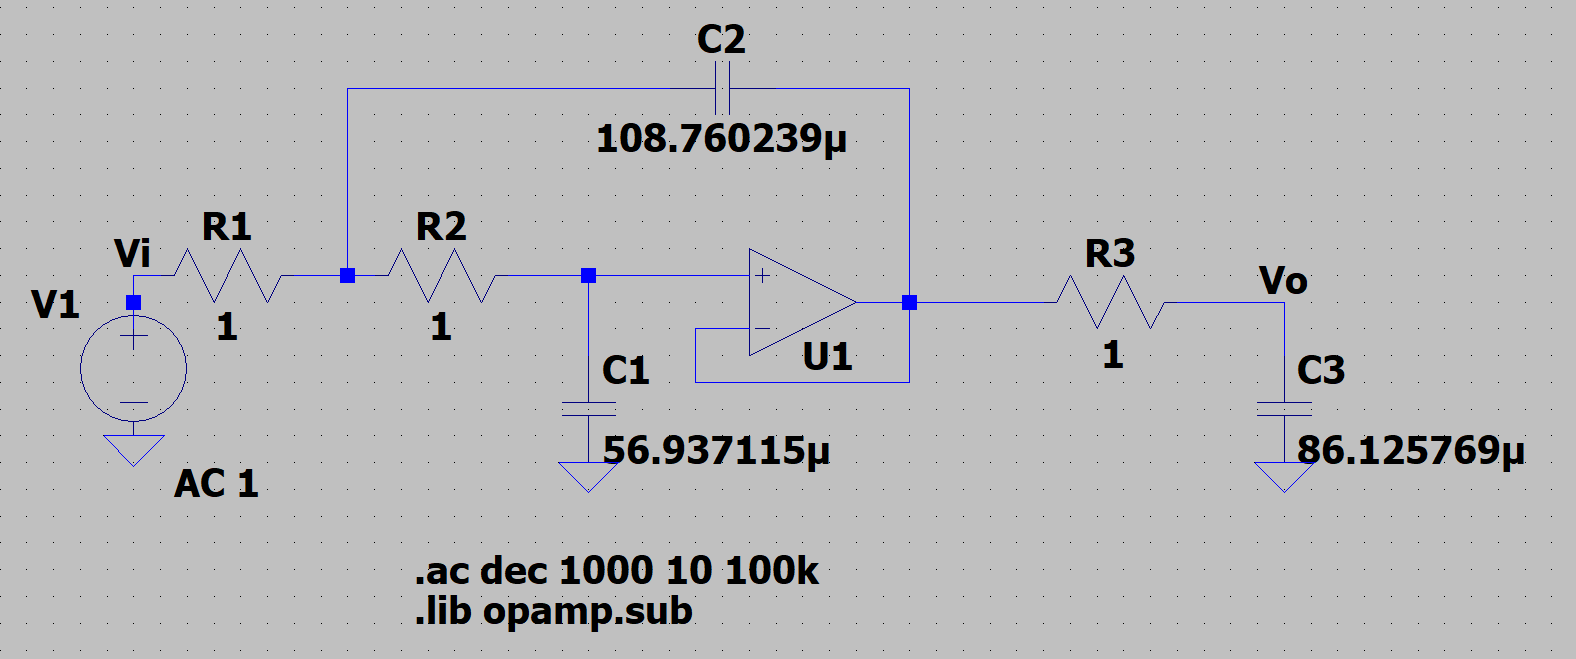 C2
108.760239µ
R1
R2
Vi
R3
Vo
V1
1
1
1
U1
C1
C3
56.937115µ
86.125769µ
AC 1
.ac dec 1000 10 100k
.lib opamp.sub